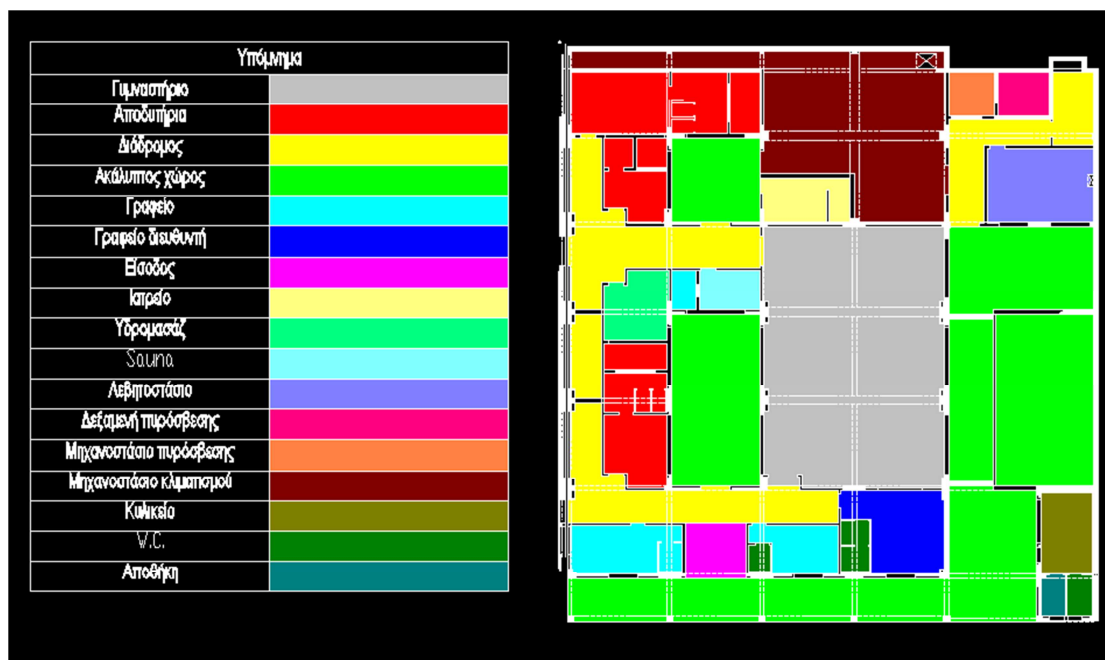 Υπόμνημα
Γυμναστήριο
Αποδυτήρια
Διάδρομος
Ακάλυπτος χώρος
Γραφείο
Γραφείο διευθυντή
Είσοδος
Ιατρείο
Υδρομασάζ
Sauna
Λεβητοστάσιο
Δεξαμενή πυρόσβεσης
Μηχανοστάσιο πυρόσβεσης
Μηχανοστάσιο κλιματισμού
Κυλικείο
W.C.
Αποθήκη